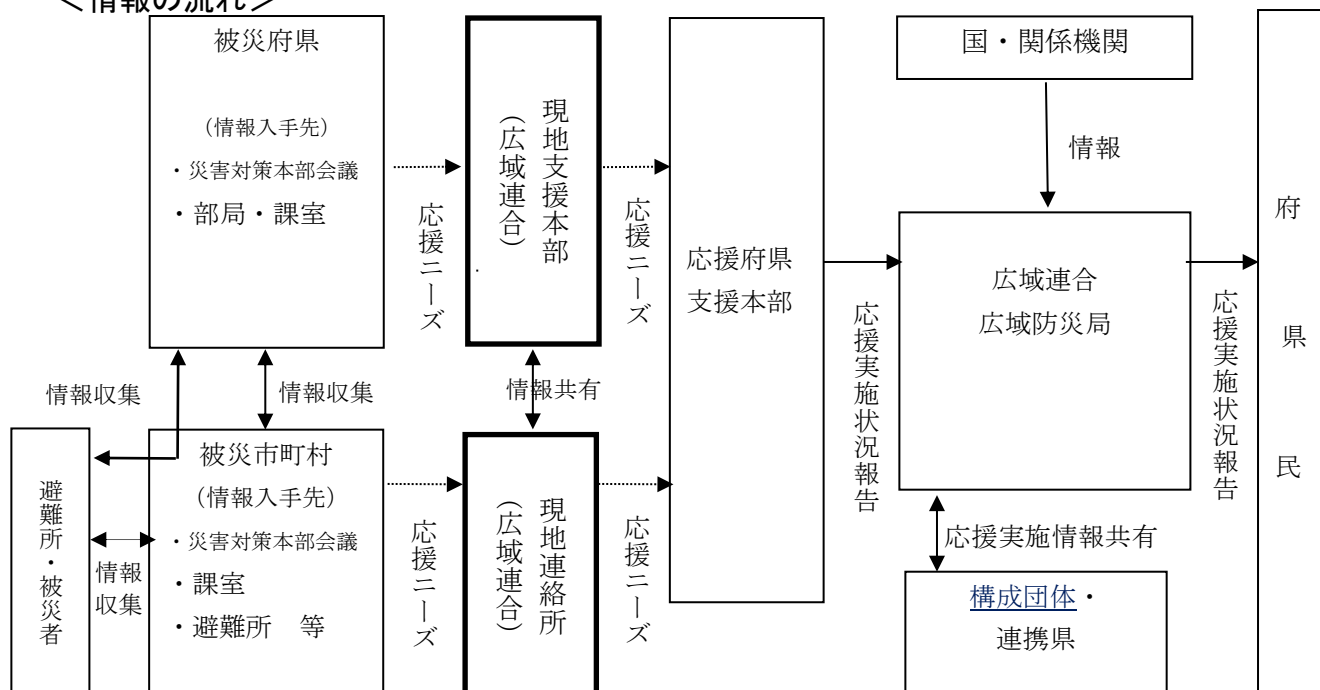 ＜情報の流れ＞
被災府県
（情報入手先）
・災害対策本部会議
・部局・課室
応援ニーズ
現地支援本部
（広域連合）
応援ニーズ
応援府県
支援本部
応援実施状況報告
国・関係機関
情報
広域連合
広域防災局
応援実施状況報告
府県民
情報収集
情報収集
情報共有
避難所・被災者
情報
収集
被災市町村
（情報入手先）
・災害対策本部会議
・課室
・避難所　等
応援ニーズ
現地連絡所
（広域連合）
応援ニーズ
応援実施情報共有
構成団体・
連携県